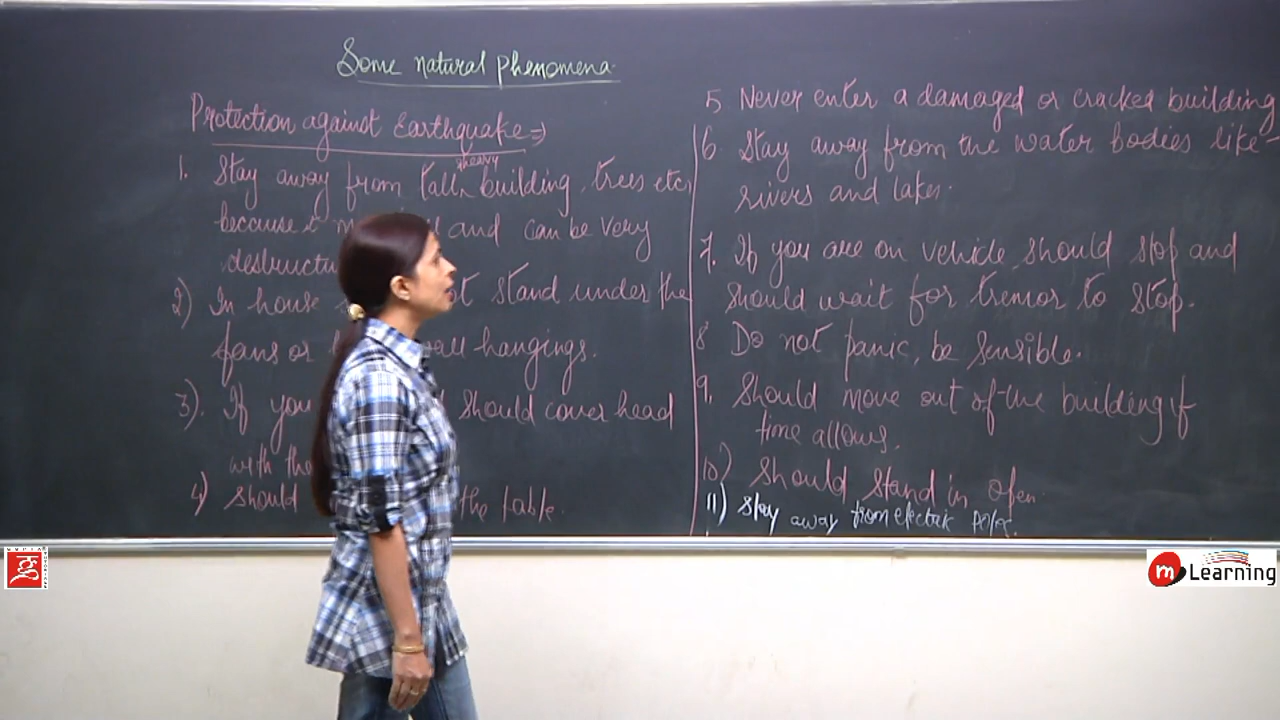 Some natural phenomena.
Protection against Earthquake ⇒
1. Stay away from tall, heavy building, trees etc
because and can be very
2) In house stand under the
fans or wall hangings.
3). If you should cover head
with the
4) should the table.
5 Never enter a damaged or cracked building
6. Stay away from the water bodies like -
rivers and lakes.
7. If you are on vehicle should stop and
should wait for tremor to stop.
8 Do not panic, be sensible.
9. Should move out of the building if
time allows.
10) Should stand in open.
11) Stay away from electric poles.
GUPTA TUTORIALS
m Learning